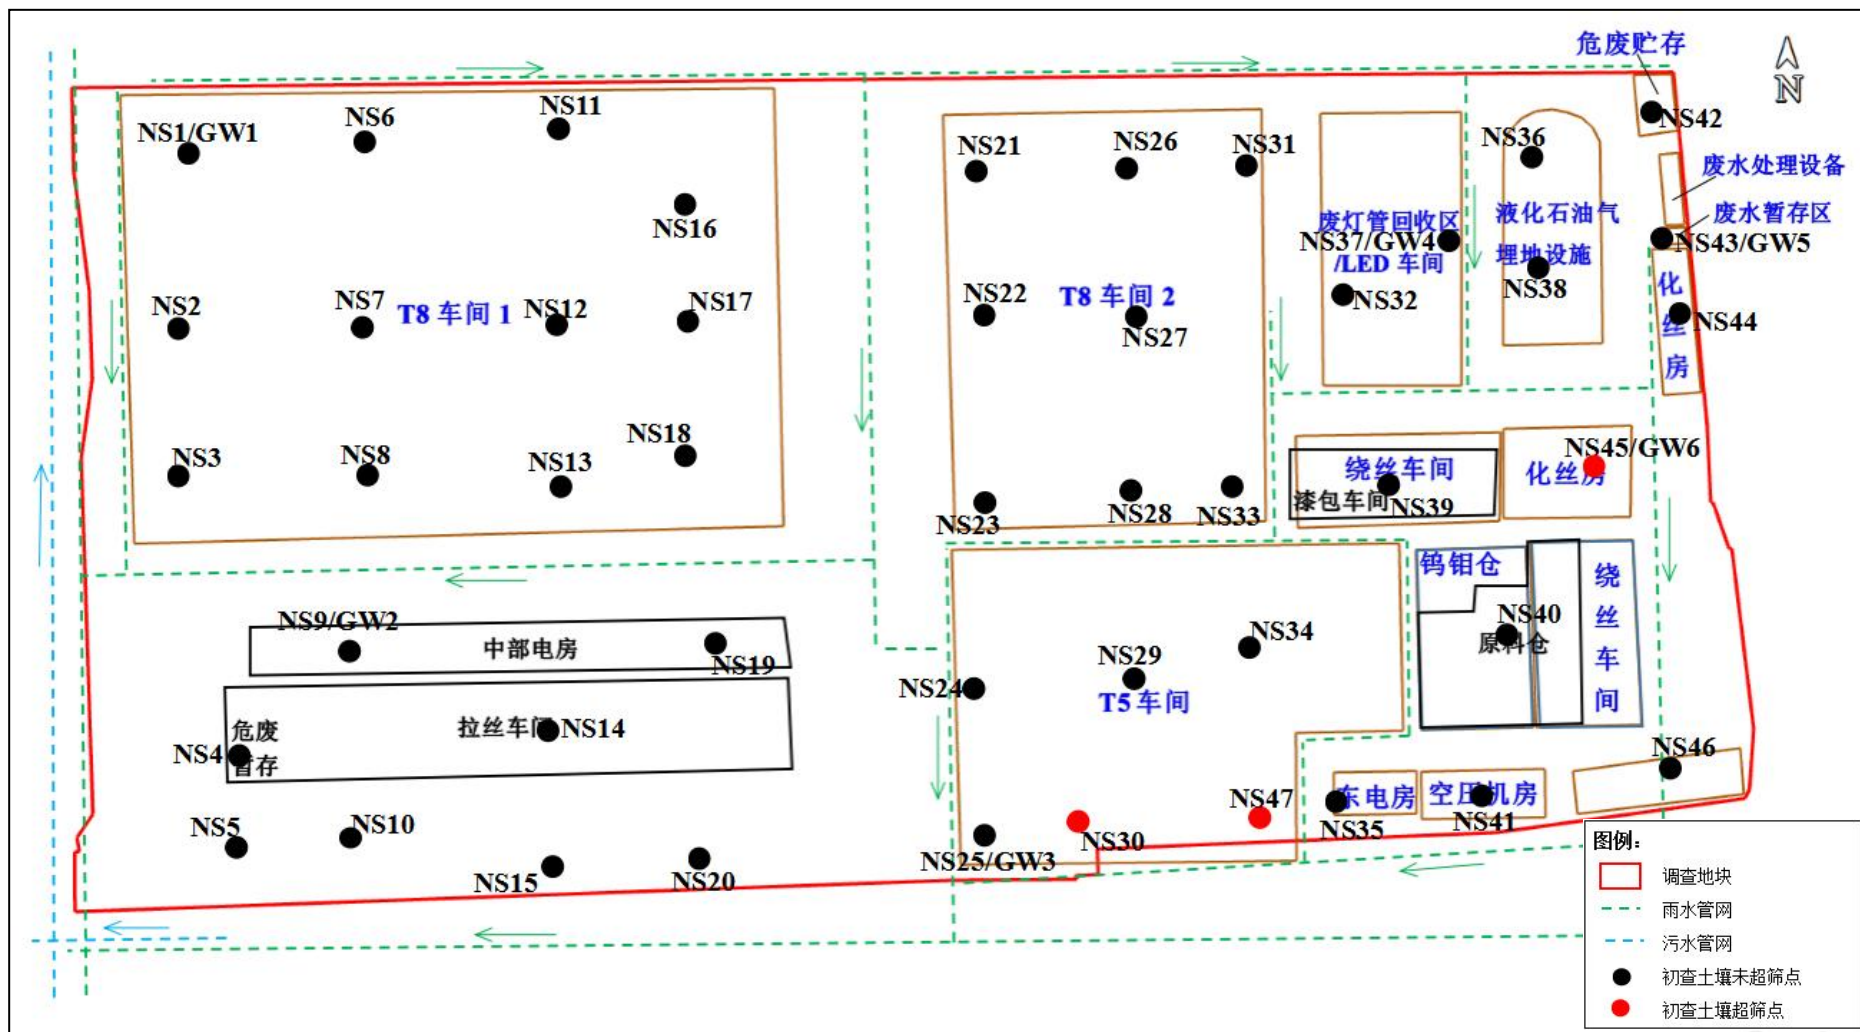 危废贮存
N
NS1/GW1
NS6
NS11
NS16
NS21
NS26
NS31
NS36
NS42
废水处理设备
废水暂存区
NS43/GW5
废灯管回收区
NS37/GW4
/LED 车间
NS32
液化石油气
埋地设施
NS38
化丝房
NS44
NS2
NS7
T8 车间 1
NS12
NS17
NS22
T8 车间 2
NS27
NS3
NS8
NS13
NS18
NS23
NS28
NS33
绕丝车间
漆包车间
NS39
NS45/GW6
化丝房
钨钼仓
NS40
原料仓
绕丝车间
NS9/GW2
中部电房
NS19
NS24
NS29
T5 车间
NS34
危废
暂存
NS4
拉丝车间
NS14
NS46
NS5
NS10
NS15
NS20
NS25/GW3
NS30
NS47
东电房
NS35
空压机房
NS41
图例:
调查地块
雨水管网
污水管网
初查土壤未超筛点
初查土壤超筛点